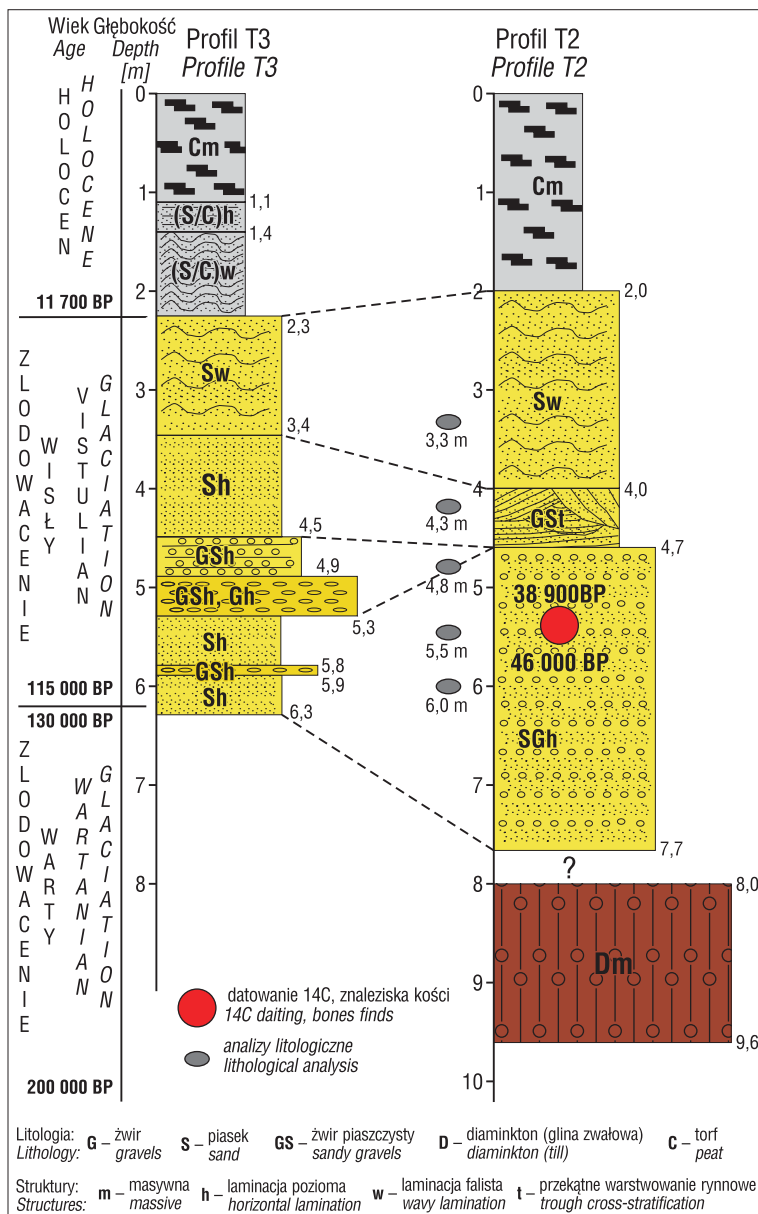 Wiek Głębokość
Age Depth
[m]
Profil T3
Profile T3
Profil T2
Profile T2
HOLOCEN
HOLOCENE
11 700 BP
ZLODOWACENIE
WISŁY
VISTULIAN
GLACIATION
115 000 BP
130 000 BP
ZLODOWACENIE
WARTY
WARTANIAN
GLACIATION
200 000 BP
0
1
2
3
4
5
6
7
8
Cm
1,1
(S/C)h
1,4
(S/C)w
2,3
Sw
3,4
Sh
4,5
GSh
4,9
GSh, Gh
5,3
Sh
5,8
GSh
5,9
Sh
6,3
3,3 m
4,3 m
4,8 m
5,5 m
6,0 m
0
1
2
3
4
5
6
7
8
9
10
Cm
2,0
Sw
4,0
GSt
4,7
38 900BP
46 000 BP
SGh
7,7
?
8,0
Dm
9,6
datowanie 14C, znaleziska kości
14C daiting, bones finds
analizy litologiczne
lithological analysis
Litologia: G – żwir S – piasek GS – żwir piaszczysty D – diaminkton (glina zwałowa) C – torf
Lithology: gravels sand sandy gravels diaminkton (till) peat
Struktury: m – masywna h – laminacja pozioma w – laminacja falista t – przekątne warstwowanie rynnowe
Structures: massive horizontal lamination wavy lamination trough cross-stratification